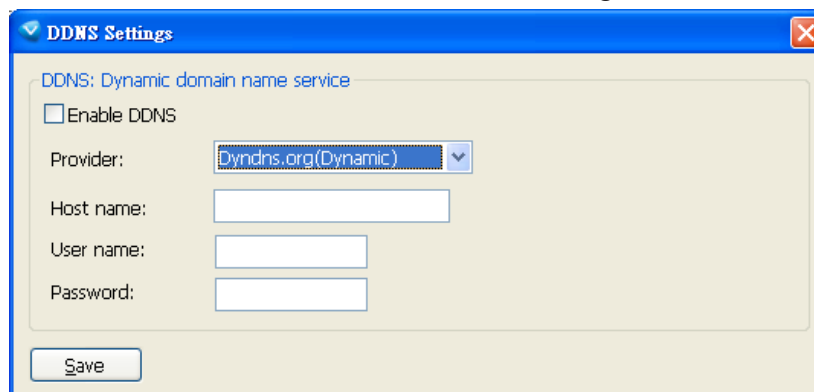 DDNS Settings
DDNS: Dynamic domain name service
Enable DDNS
Provider: Dyndns.org(Dynamic)
Host name:
User name:
Password:
Save